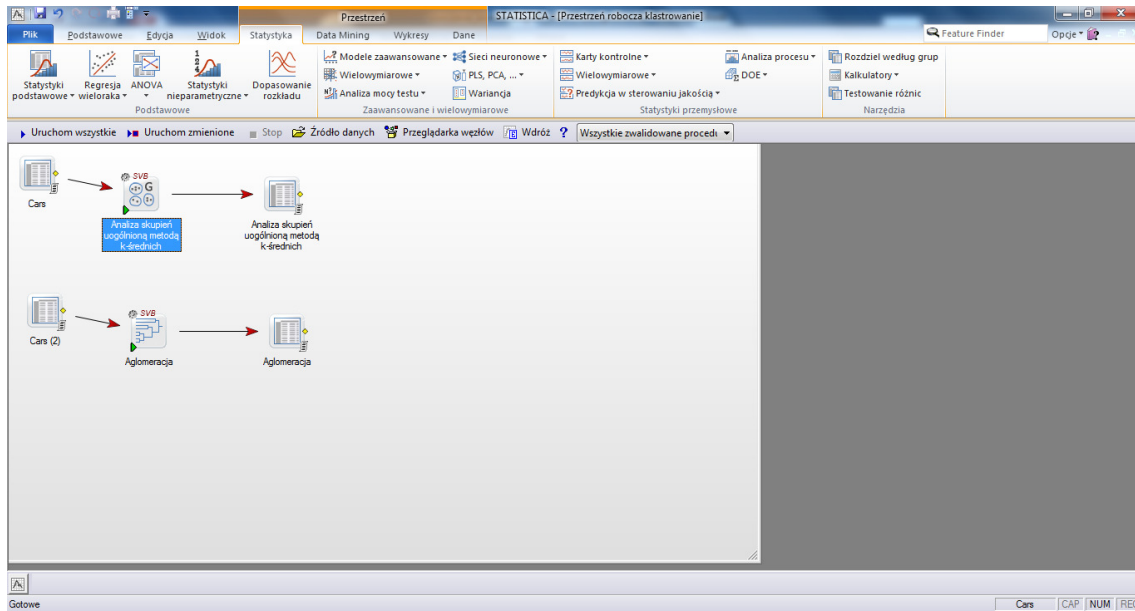 Przestrzeń
STATISTICA - [Przestrzeń robocza klastrowanie]
Plik Podstawowe Edycja Widok Statystyka Data Mining Wykresy Dane Feature Finder Opcje
Statystyki podstawowe
Regresja wieloraka
ANOVA
Statystyki nieparametryczne
Dopasowanie rozkładu
Podstawowe
Modele zaawansowane Sieci neuronowe
Wielowymiarowe PLS, PCA, ...
Analiza mocy testu Wariancja
Zaawansowane i wielowymiarowe
Karty kontrolne Analiza procesu
Wielowymiarowe DOE
Predykcja w sterowaniu jakością
Statystyki przemysłowe
Rozdziel według grup
Kalkulatory
Testowanie różnic
Narzędzia
Uruchom wszystkie Uruchom zmienione Stop Źródło danych Przeglądarka węzłów Wdróż ? Wszystkie zwalidowane procedu
SVB
G
Cars
Analiza skupień
uogólnioną metodą
k-średnich
Analiza skupień
uogólnioną metodą
k-średnich
SVB
Cars (2)
Aglomeracja
Aglomeracja
Gotowe Cars CAP NUM REC